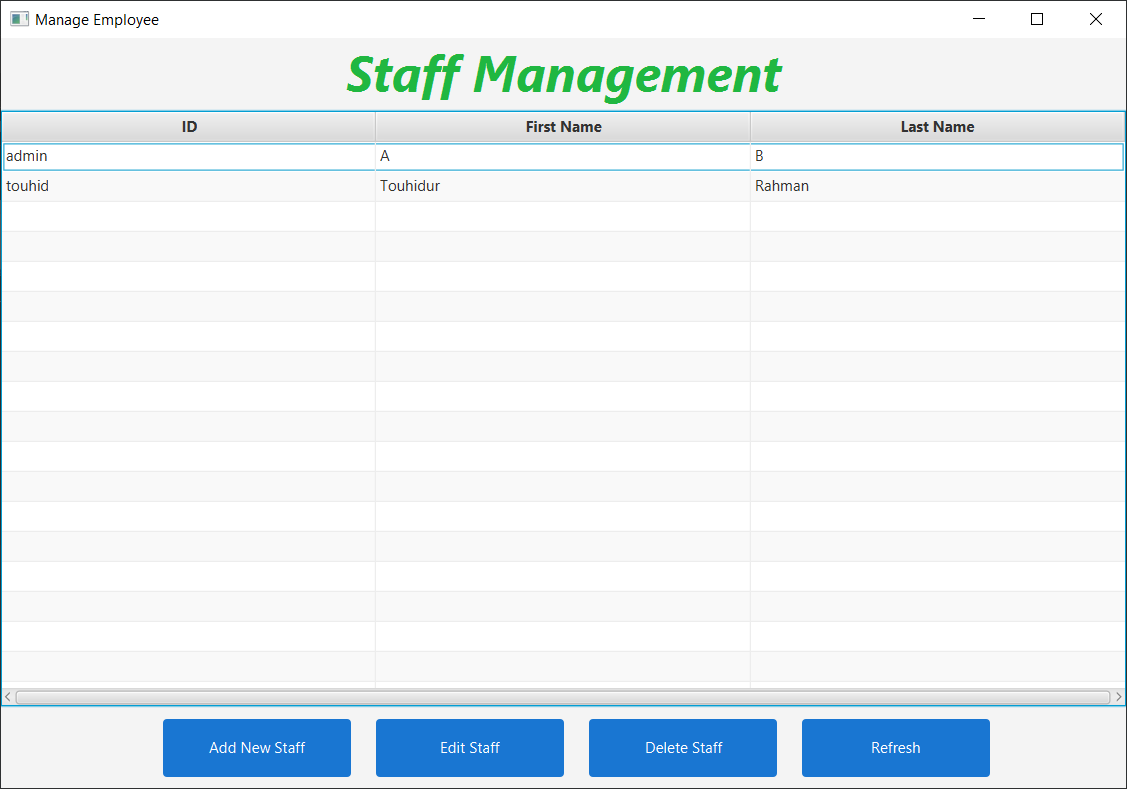 Manage Employee
Staff Management
ID First Name Last Name
admin A B
touhid Touhidur Rahman
Add New Staff Edit Staff Delete Staff Refresh